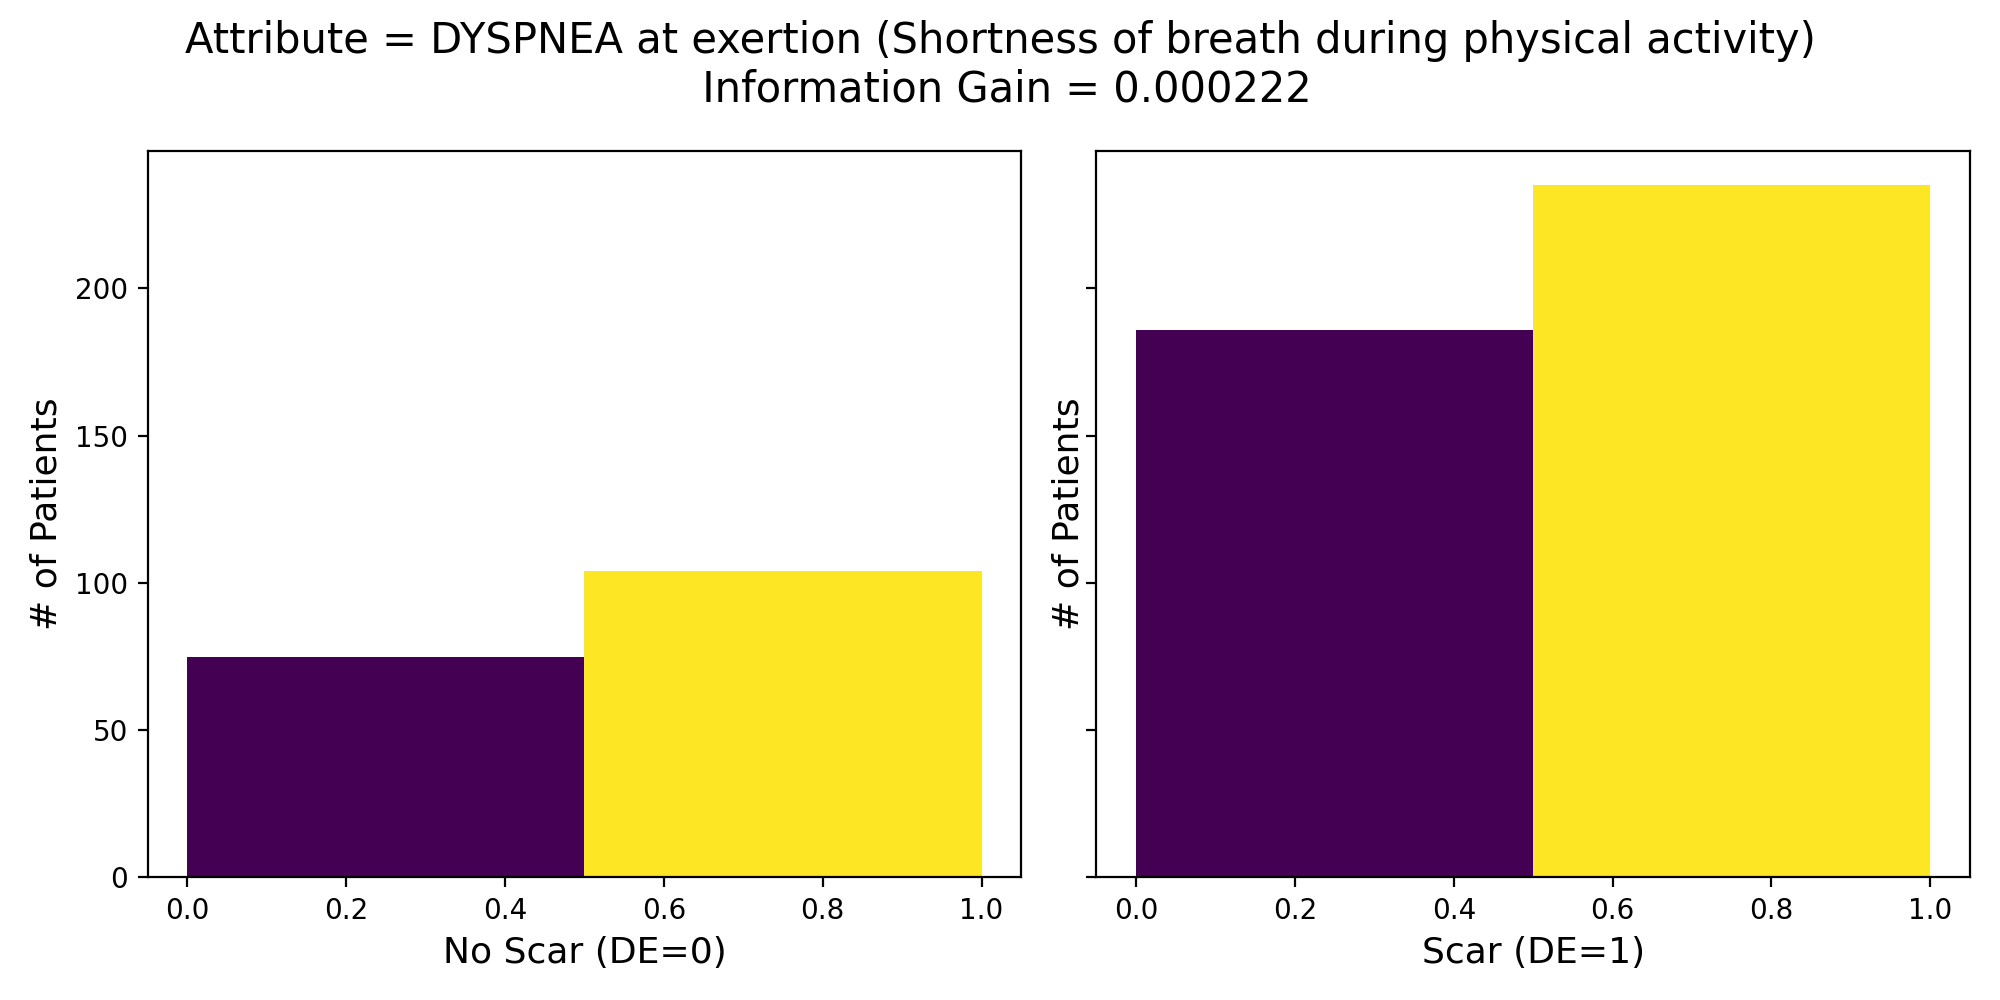 Attribute = DYSPNEA at exertion (Shortness of breath during physical activity)
Information Gain = 0.000222
# of Patients
200
150
100
50
0
0.0 0.2 0.4 0.6 0.8 1.0
No Scar (DE=0)
# of Patients
0.0 0.2 0.4 0.6 0.8 1.0
Scar (DE=1)